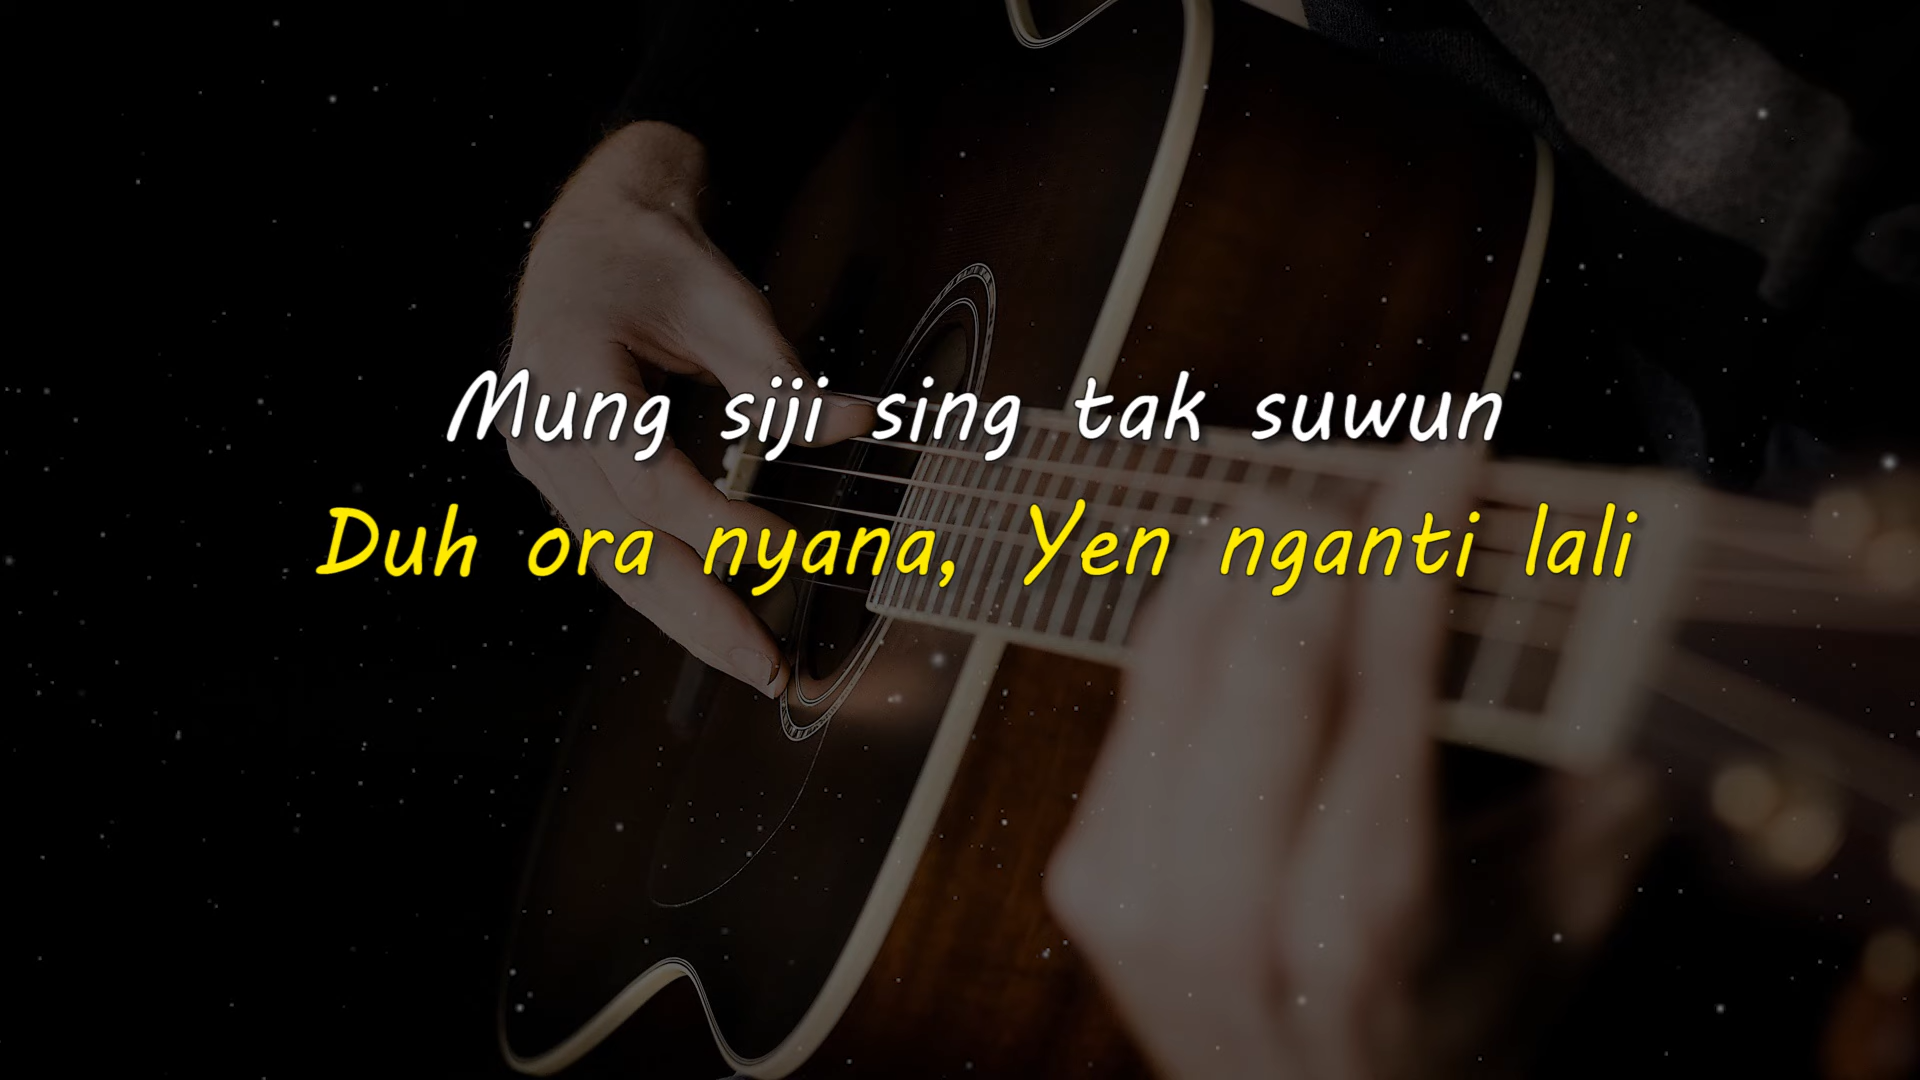 Mung siji sing tak suwun
Duh ora nyana, Yen nganti lali